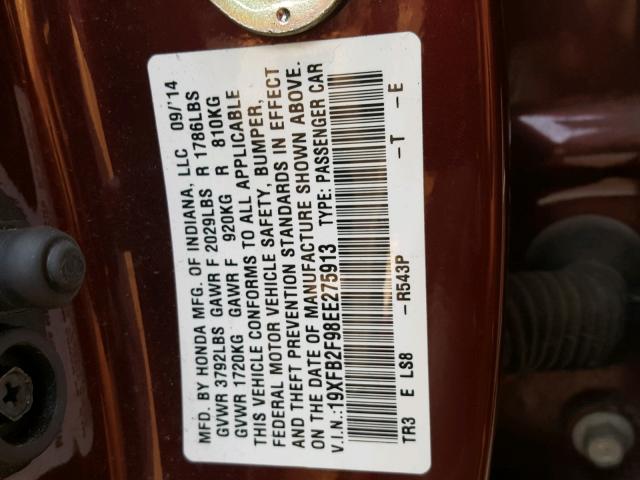 MFD. BY HONDA MFG. OF INDIANA, LLC 09/'14
GVWR 3792LBS GAWR F 2029LBS R 1786LBS
GVWR 1720KG GAWR F 920KG R 810KG
THIS VEHICLE CONFORMS TO ALL APPLICABLE
FEDERAL MOTOR VEHICLE SAFETY, BUMPER,
AND THEFT PREVENTION STANDARDS IN EFFECT
ON THE DATE OF MANUFACTURE SHOWN ABOVE.
V.I.N.:19XFB2F98EE275913 TYPE: PASSENGER CAR
TR3 E LS8 -R543P -T -E